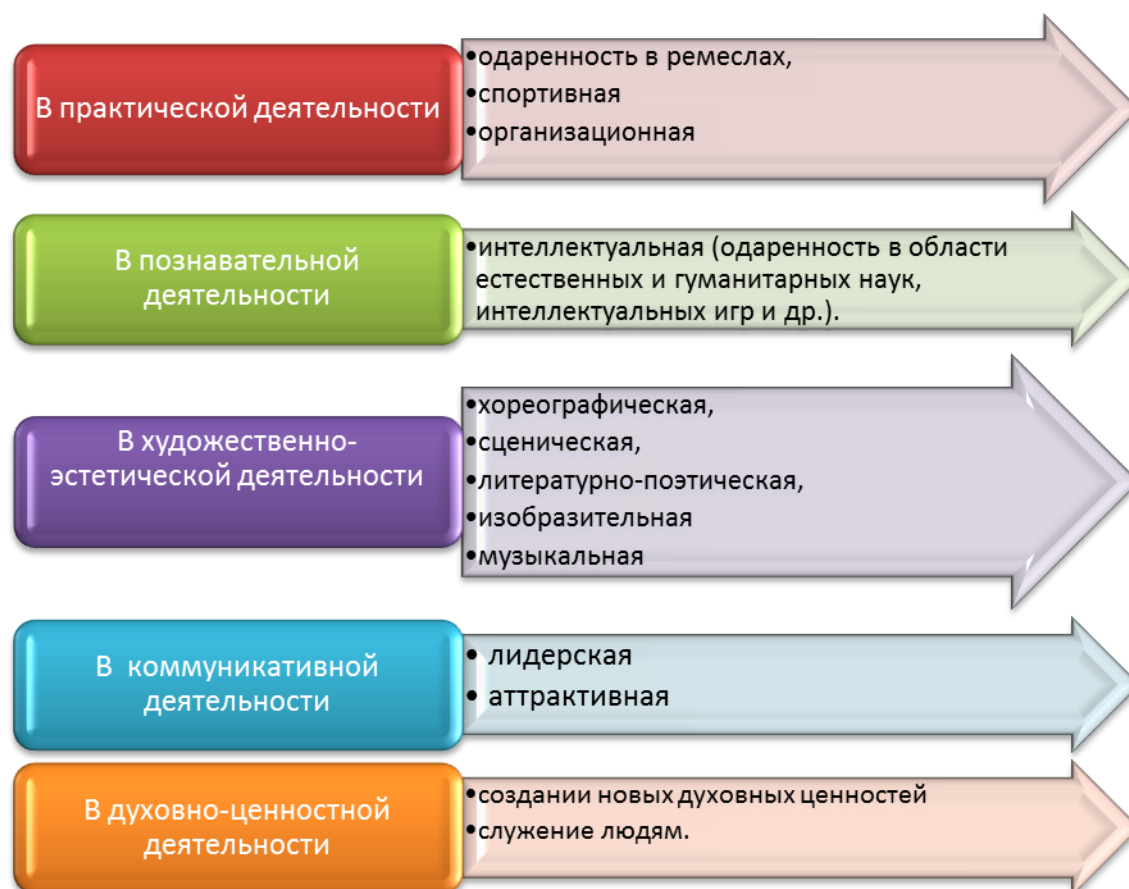 В практической деятельности
•одаренность в ремеслах,
•спортивная
•организационная
В познавательной
деятельности
•интеллектуальная (одаренность в области
естественных и гуманитарных наук,
интеллектуальных игр и др.).
В художественно-
эстетической деятельности
•хореографическая,
•сценическая,
•литературно-поэтическая,
•изобразительная
•музыкальная
В коммуникативной
деятельности
• лидерская
• аттрактивная
В духовно-ценностной
деятельности
•создании новых духовных ценностей
•служение людям.